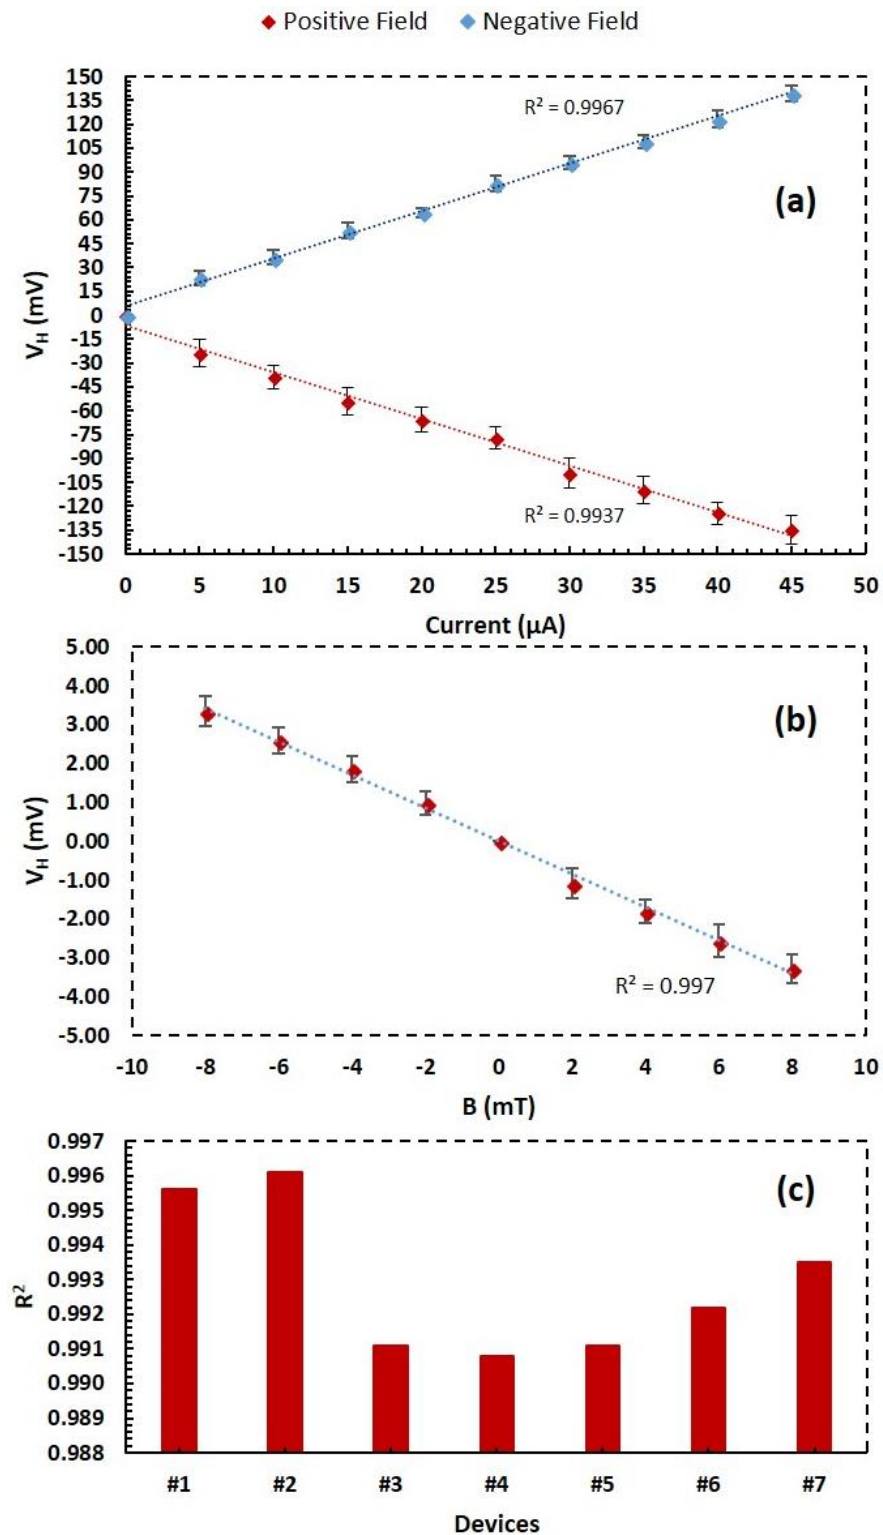 Positive Field Negative Field
150
135
120
105
90
75
60
45
30
15
0
-15
-30
-45
-60
-75
-90
-105
-120
-135
-150
V_H (mV)
R² = 0.9967
(a)
R² = 0.9937
0 5 10 15 20 25 30 35 40 45 50
Current (µA)
5.00
4.00
3.00
2.00
1.00
0.00
-1.00
-2.00
-3.00
-4.00
-5.00
V_H (mV)
(b)
R² = 0.997
-10 -8 -6 -4 -2 0 2 4 6 8 10
B (mT)
0.997
0.996
0.995
0.994
0.993
0.992
0.991
0.990
0.989
0.988
R²
(c)
#1 #2 #3 #4 #5 #6 #7
Devices